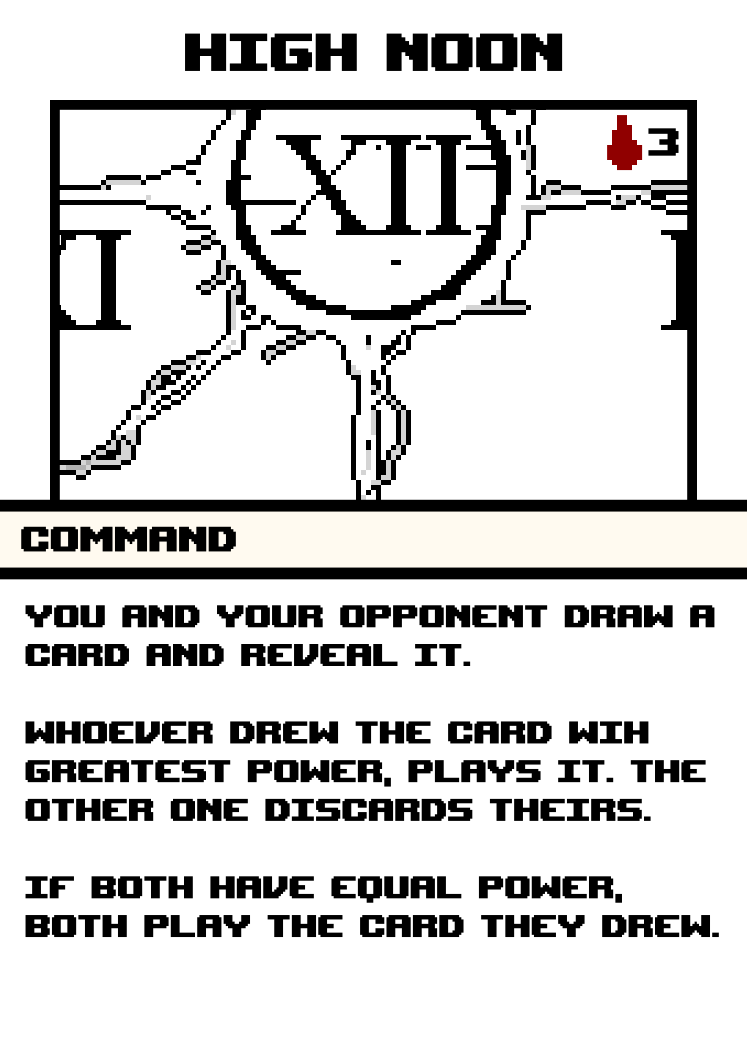 HIGH NOON
XII
3
I
COMMAND
YOU AND YOUR OPPONENT DRAW A
CARD AND REVEAL IT.
WHOEVER DREW THE CARD WIH
GREATEST POWER, PLAYS IT. THE
OTHER ONE DISCARDS THEIRS.
IF BOTH HAVE EQUAL POWER,
BOTH PLAY THE CARD THEY DREW.